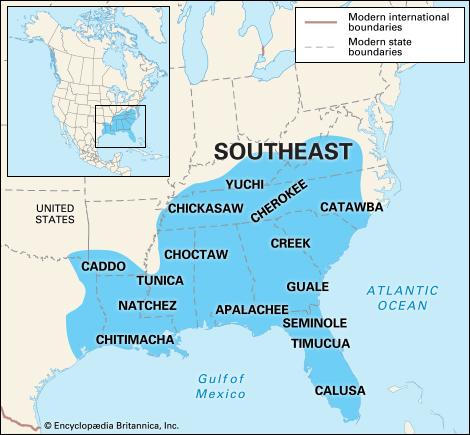 Modern international
boundaries
Modern state
boundaries
SOUTHEAST
YUCHI
CHICKASAW
CHEROKEE
CATAWBA
UNITED
STATES
CHOCTAW
CREEK
CADDO
TUNICA
GUALE
ATLANTIC
OCEAN
NATCHEZ
APALACHEE
SEMINOLE
CHITIMACHA
TIMUCUA
Gulf of
Mexico
CALUSA
© Encyclopædia Britannica, Inc.